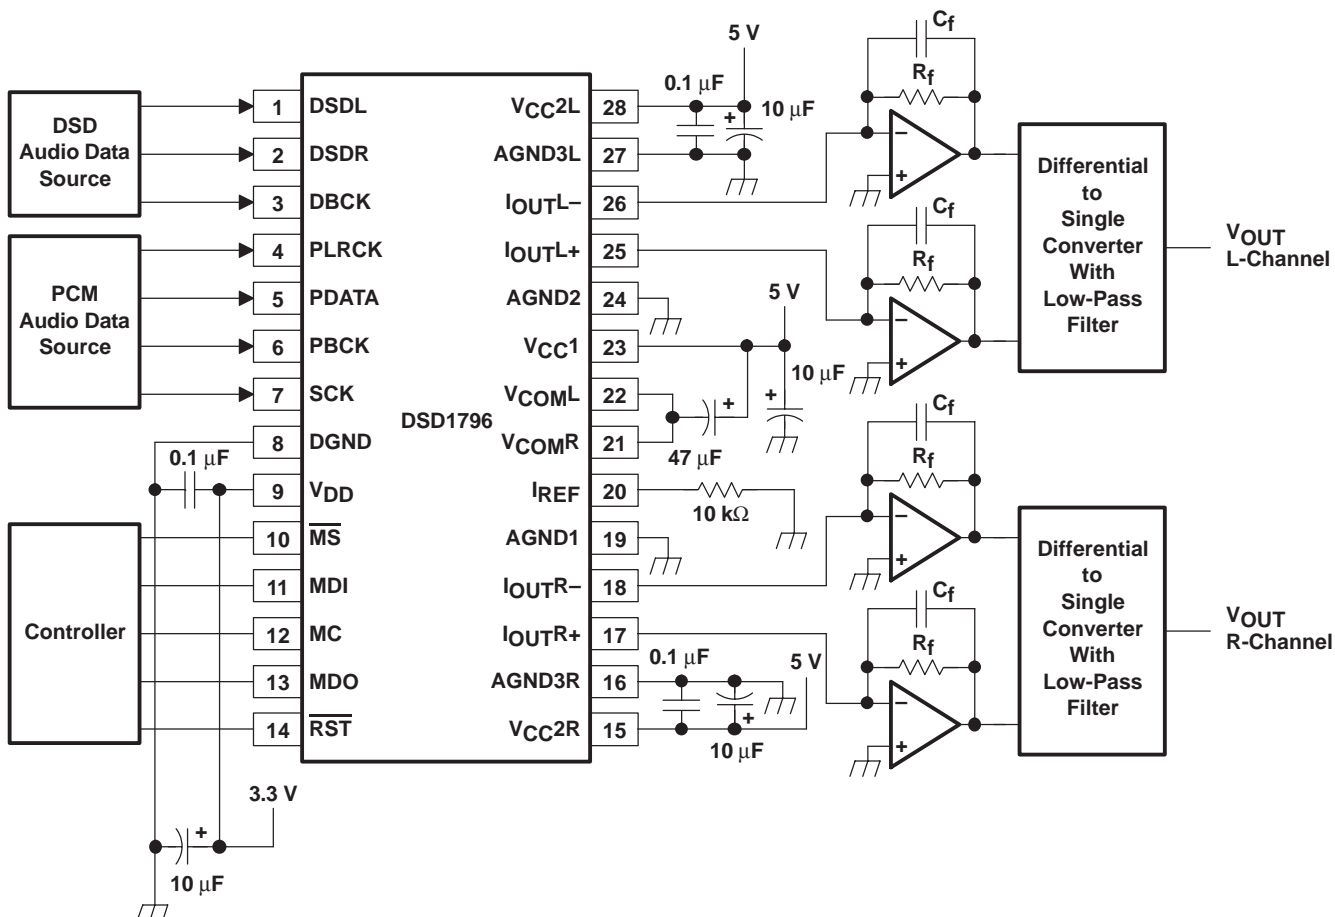 DSD
Audio Data
Source
PCM
Audio Data
Source
Controller
1 DSDL
2 DSDR
3 DBCK
4 PLRCK
5 PDATA
6 PBCK
7 SCK
8 DGND
9 VDD
10 M̅S̅
11 MDI
12 MC
13 MDO
14 R̅S̅T̅
0.1 μF
3.3 V
+
10 μF
DSD1796
VCC2L 28
AGND3L 27
IOUTL– 26
IOUTL+ 25
AGND2 24
VCC1 23
VCOML 22
VCOMR 21
IREF 20
AGND1 19
IOUTR– 18
IOUTR+ 17
AGND3R 16
VCC2R 15
5 V
0.1 μF
10 μF
+
5 V
10 μF
+
+
47 μF
10 kΩ
5 V
0.1 μF
+
10 μF
Cf
Rf
–
+
Cf
Rf
–
+
Cf
Rf
–
+
Cf
Rf
–
+
Differential
to
Single
Converter
With
Low-Pass
Filter
VOUT
L-Channel
Differential
to
Single
Converter
With
Low-Pass
Filter
VOUT
R-Channel